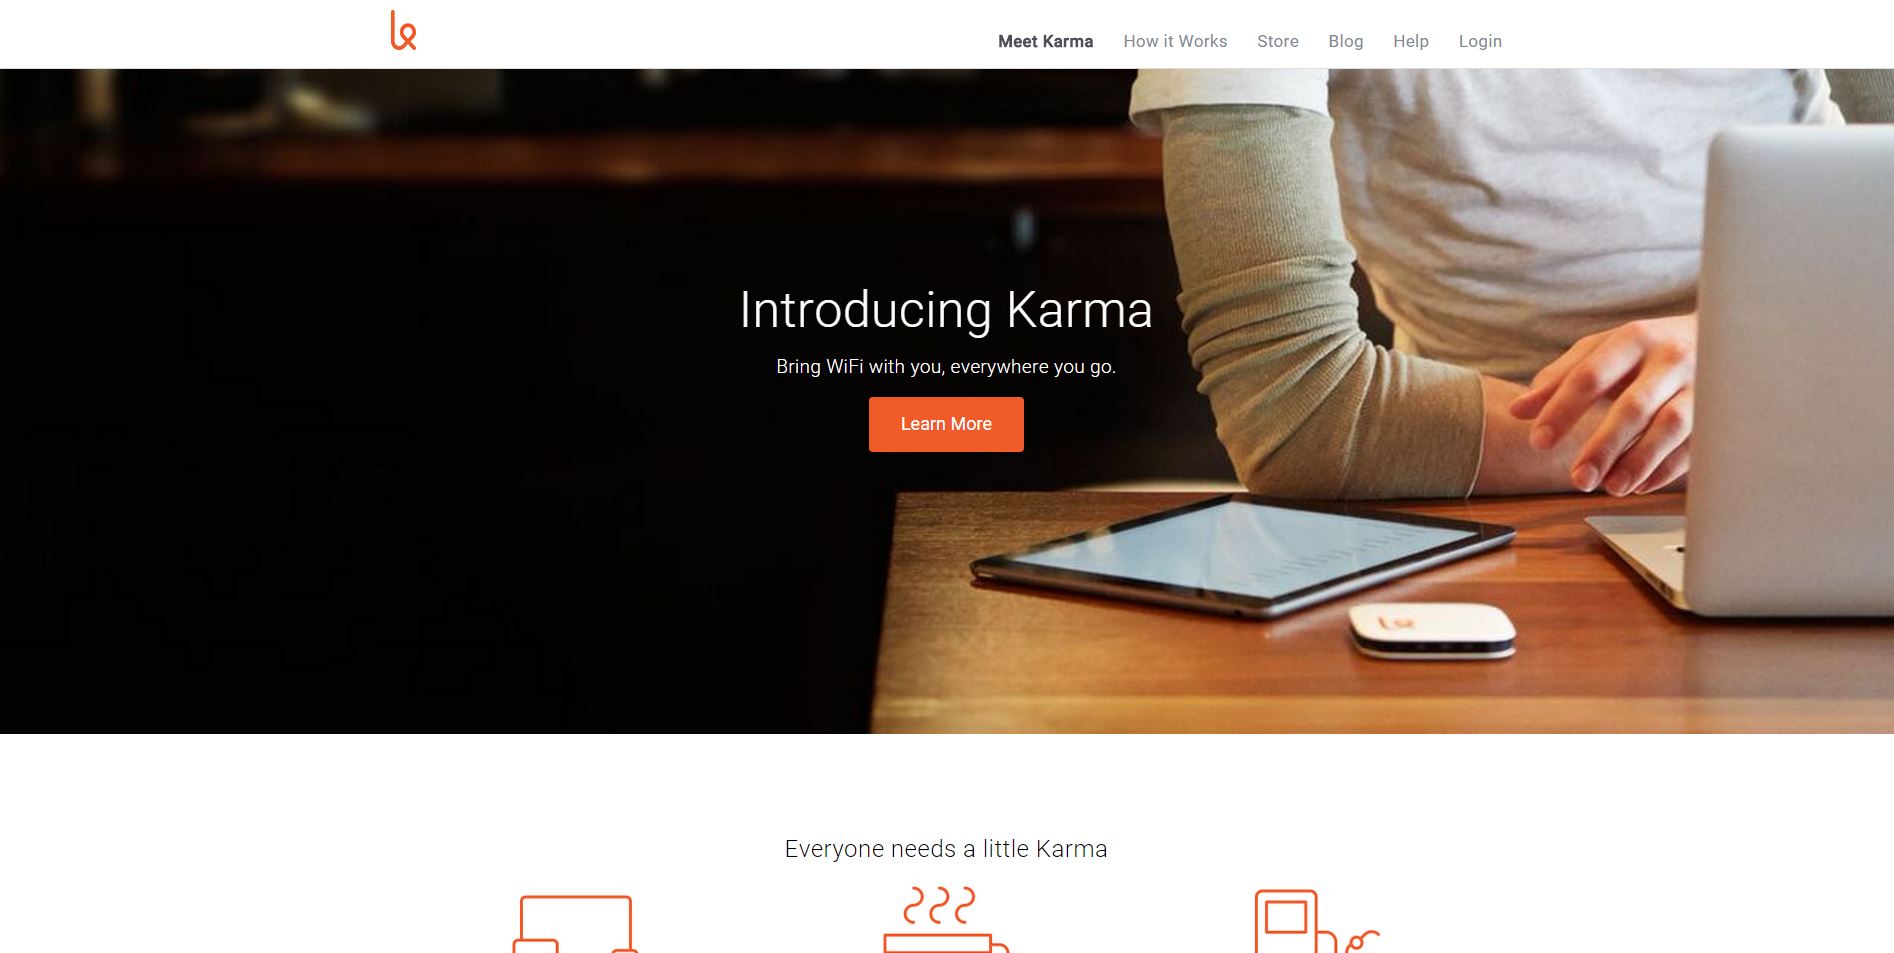 Meet Karma How it Works Store Blog Help Login
Introducing Karma
Bring WiFi with you, everywhere you go.
Learn More
Everyone needs a little Karma